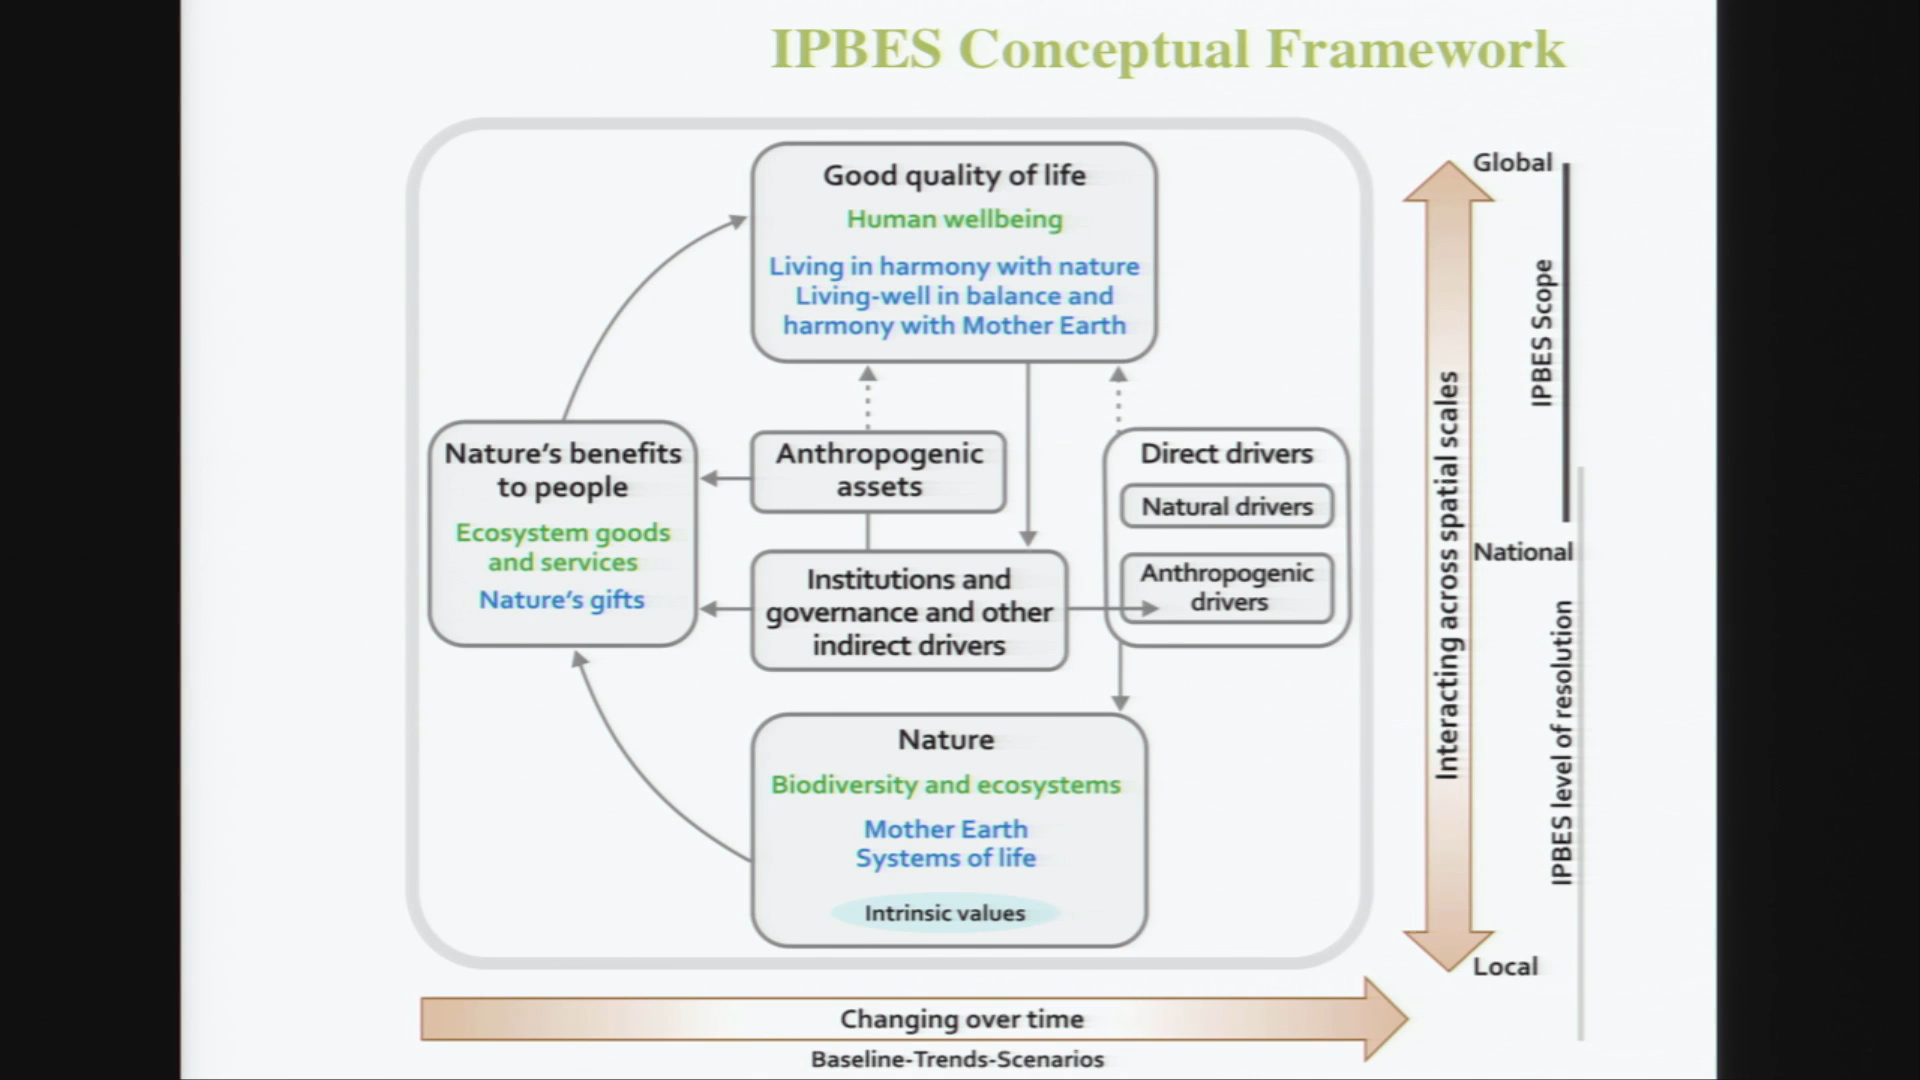 IPBES Conceptual Framework
Good quality of life
Human wellbeing
Living in harmony with nature
Living-well in balance and
harmony with Mother Earth
Nature's benefits
to people
Ecosystem goods
and services
Nature's gifts
Anthropogenic
assets
Institutions and
governance and other
indirect drivers
Direct drivers
Natural drivers
Anthropogenic
drivers
Nature
Biodiversity and ecosystems
Mother Earth
Systems of life
Intrinsic values
Changing over time
Baseline-Trends-Scenarios
Interacting across spatial scales
Global
IPBES Scope
National
IPBES level of resolution
Local